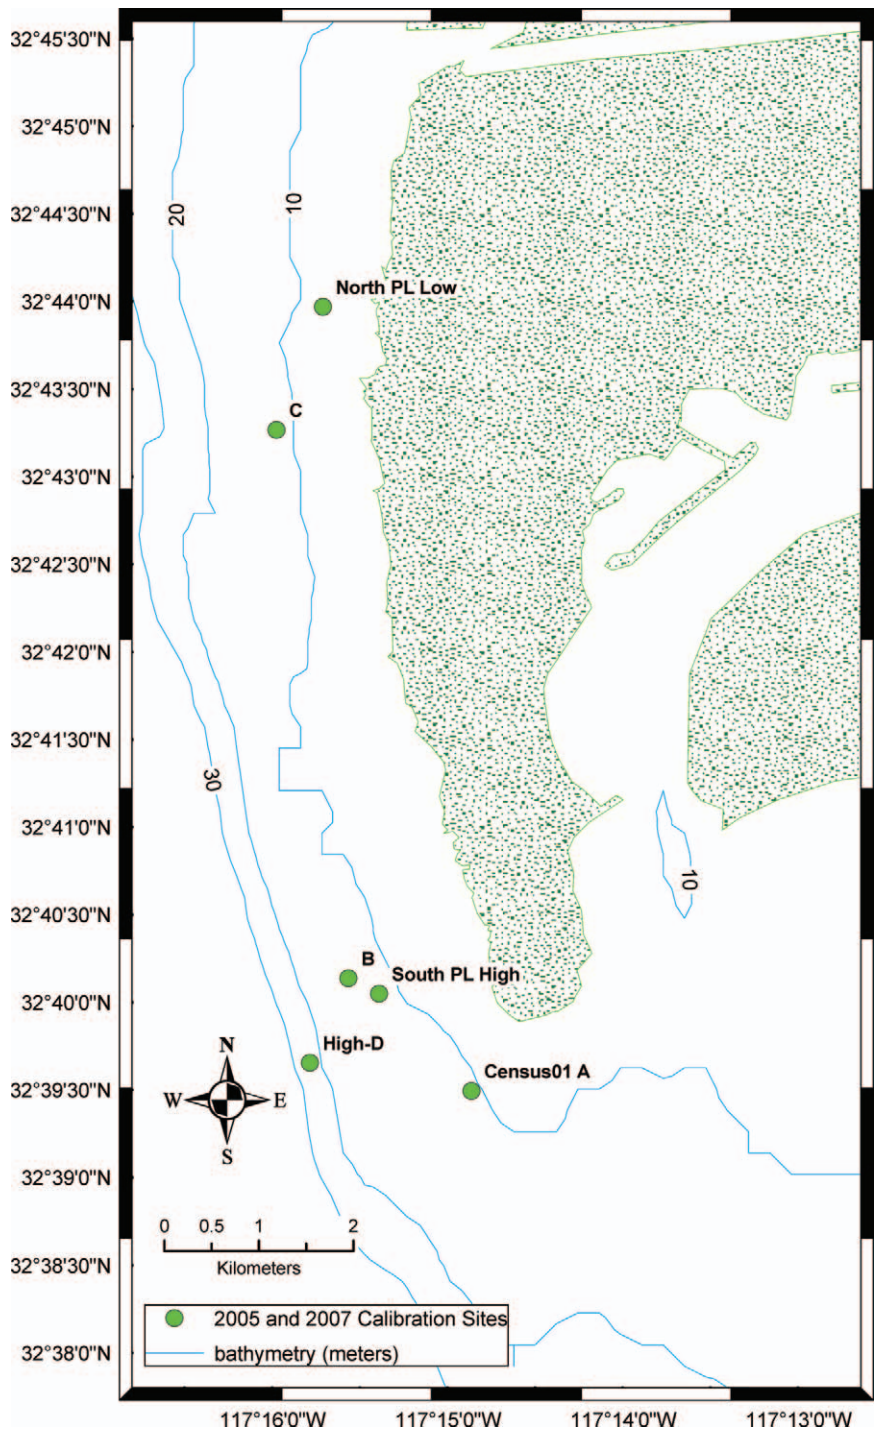 32°45'30"N
32°45'0"N
32°44'30"N
32°44'0"N
32°43'30"N
32°43'0"N
32°42'30"N
32°42'0"N
32°41'30"N
32°41'0"N
32°40'30"N
32°40'0"N
32°39'30"N
32°39'0"N
32°38'30"N
32°38'0"N
20
10
North PL Low
C
30
10
B
South PL High
High-D
Census01 A
N
W
E
S
0 0.5 1 2
Kilometers
2005 and 2007 Calibration Sites
bathymetry (meters)
117°16'0"W 117°15'0"W 117°14'0"W 117°13'0"W